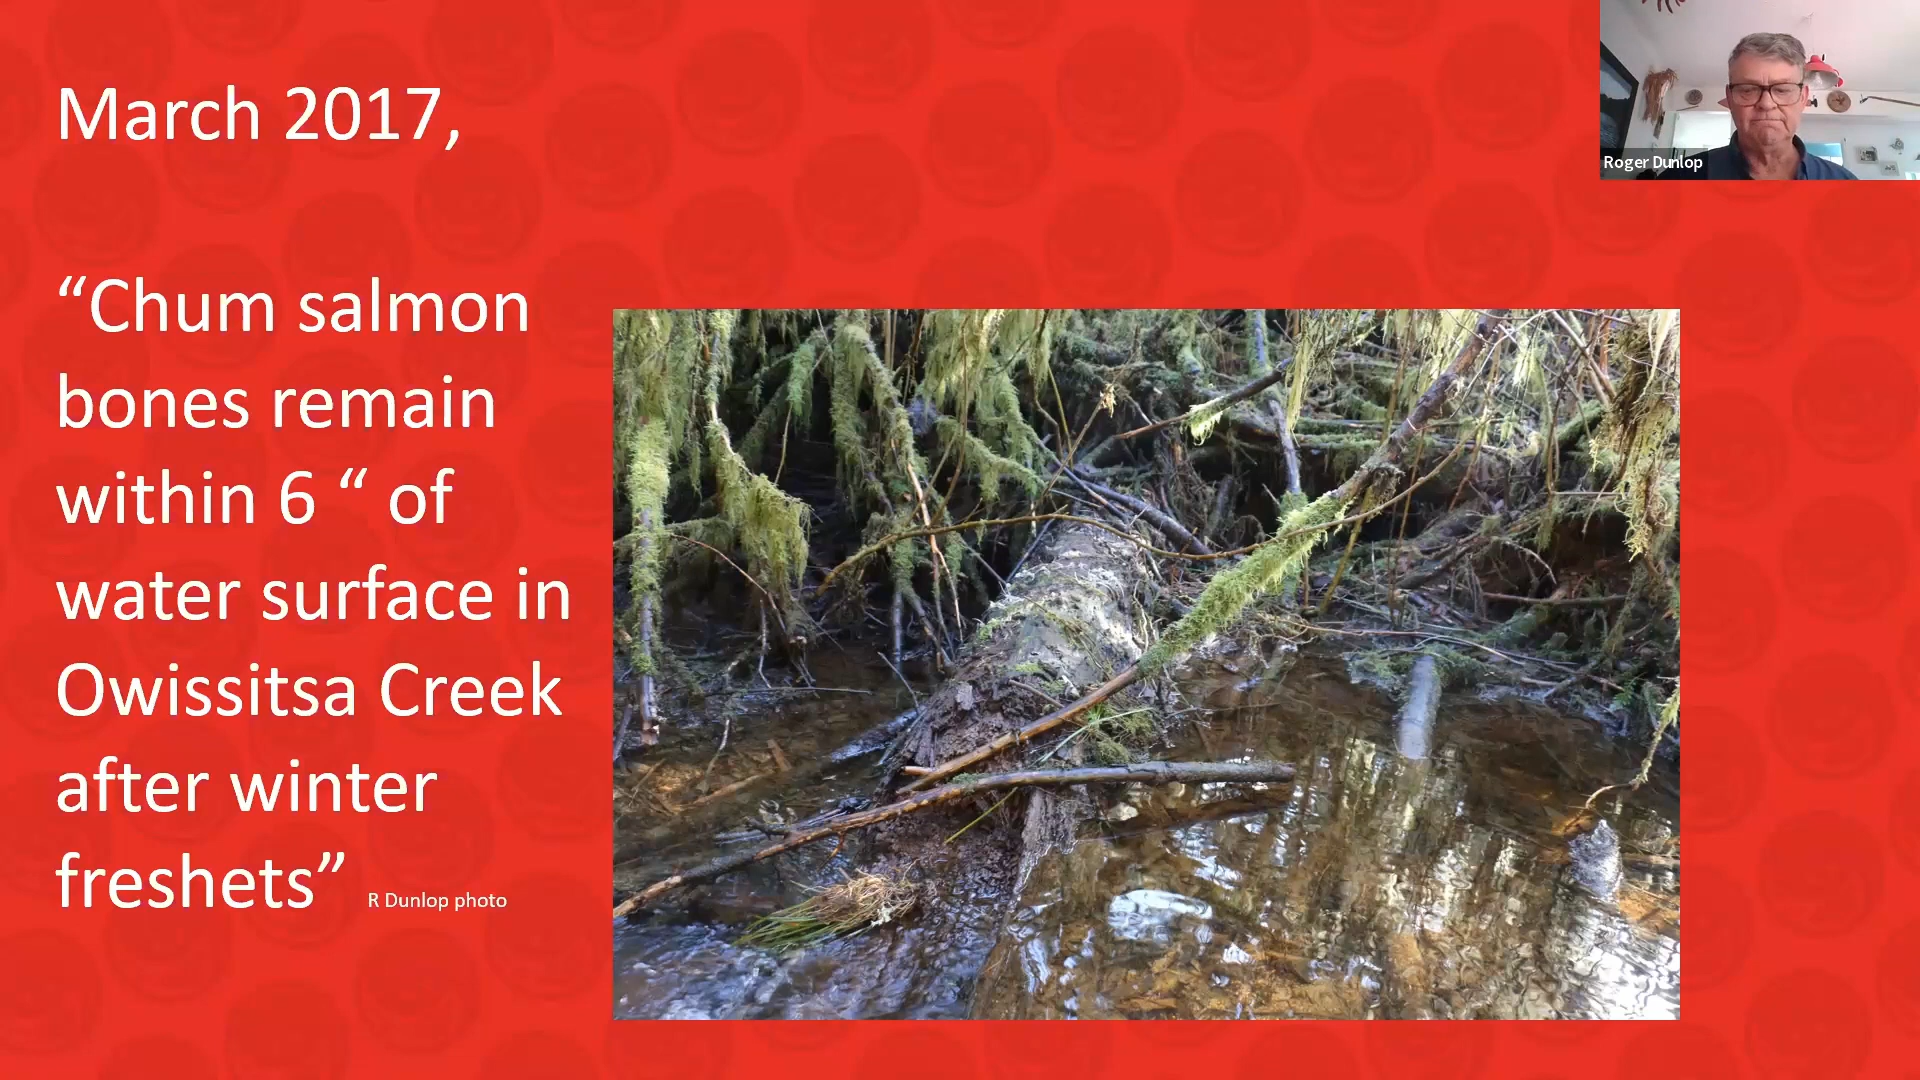 March 2017,
“Chum salmon
bones remain
within 6 “ of
water surface in
Owissitsa Creek
after winter
freshets” R Dunlop photo
Roger Dunlop